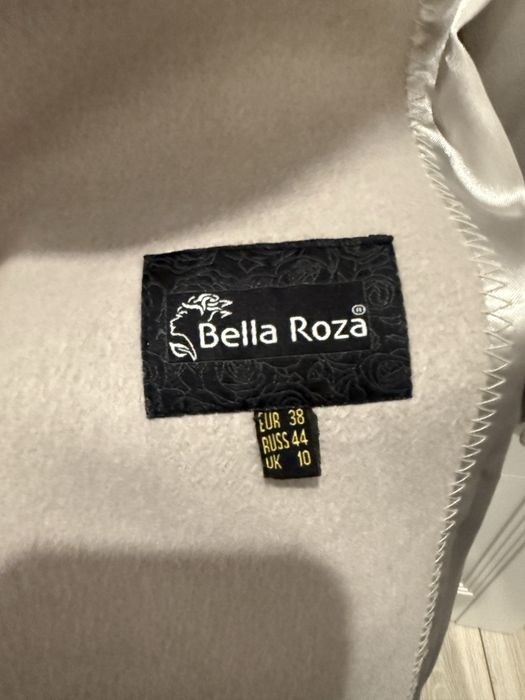 Bella Roza®
EUR 38
RUSS 44
UK 10